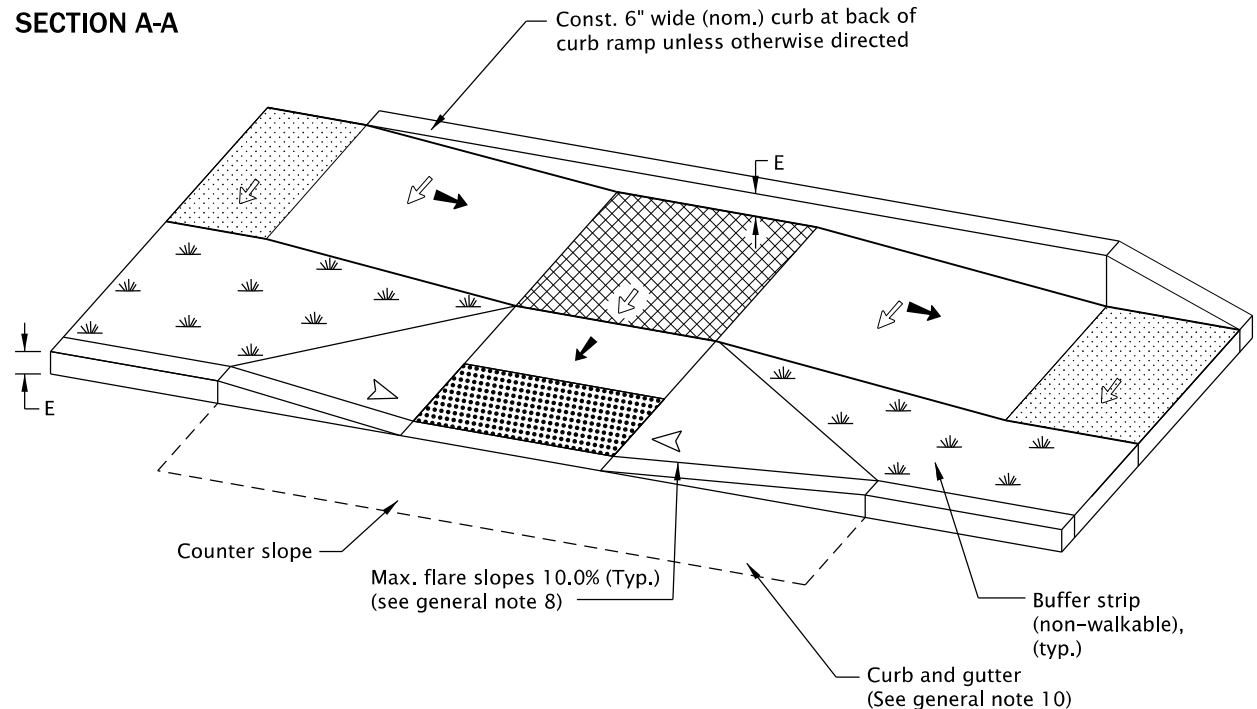 SECTION A-A
Const. 6" wide (nom.) curb at back of
curb ramp unless otherwise directed
E
E
Counter slope
Max. flare slopes 10.0% (Typ.)
(see general note 8)
Buffer strip
(non-walkable),
(typ.)
Curb and gutter
(See general note 10)